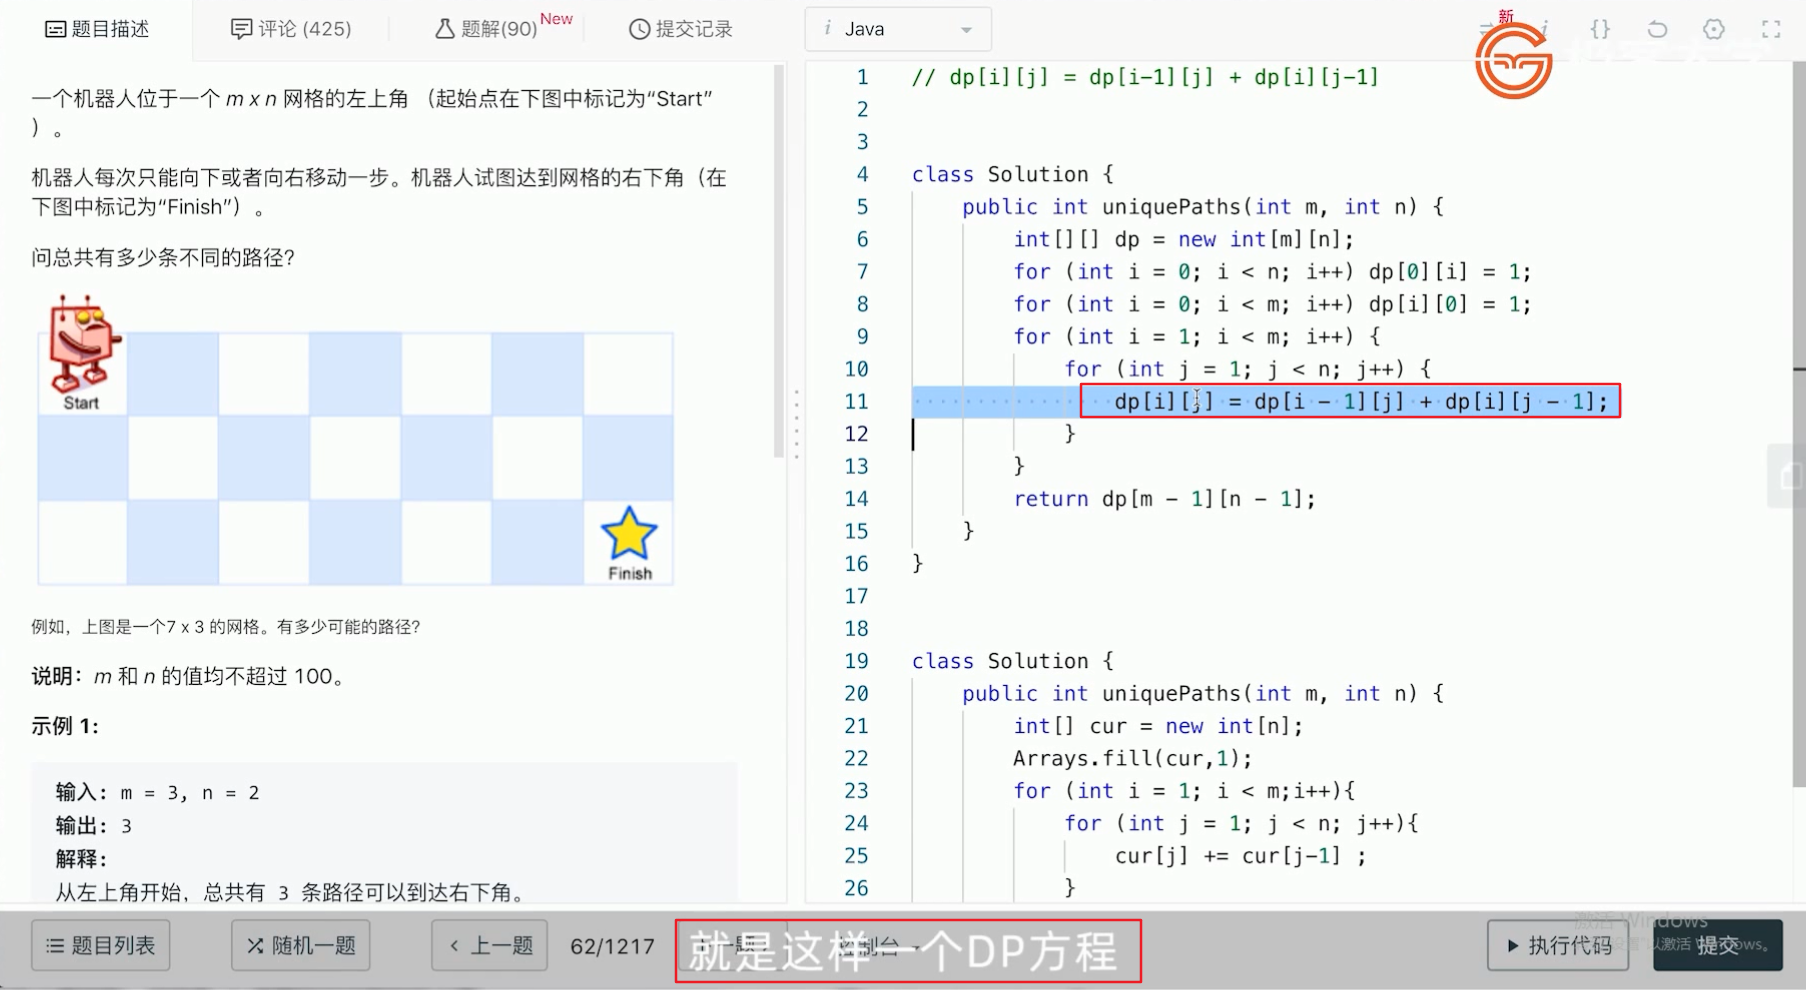 题目描述
评论 (425)
题解(90) New
提交记录
i Java
新
一个机器人位于一个 m x n 网格的左上角 （起始点在下图中标记为“Start”
）。
机器人每次只能向下或者向右移动一步。机器人试图达到网格的右下角（在
下图中标记为“Finish”）。
问总共有多少条不同的路径？
Start
Finish
例如，上图是一个7 x 3 的网格。有多少可能的路径？
说明：m 和 n 的值均不超过 100。
示例 1:
输入: m = 3, n = 2
输出: 3
解释:
从左上角开始，总共有 3 条路径可以到达右下角。
1 // dp[i][j] = dp[i-1][j] + dp[i][j-1]
2
3
4 class Solution {
5 public int uniquePaths(int m, int n) {
6 int[][] dp = new int[m][n];
7 for (int i = 0; i < n; i++) dp[0][i] = 1;
8 for (int i = 0; i < m; i++) dp[i][0] = 1;
9 for (int i = 1; i < m; i++) {
10 for (int j = 1; j < n; j++) {
11 dp[i][j] = dp[i - 1][j] + dp[i][j - 1];
12 }
13 }
14 return dp[m - 1][n - 1];
15 }
16 }
17
18
19 class Solution {
20 public int uniquePaths(int m, int n) {
21 int[] cur = new int[n];
22 Arrays.fill(cur,1);
23 for (int i = 1; i < m;i++){
24 for (int j = 1; j < n; j++){
25 cur[j] += cur[j-1] ;
26 }
题目列表
随机一题
上一题
62/1217
就是这样一个DP方程
执行代码
提交
激活 Windows